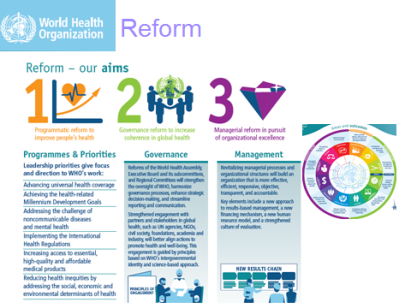 World Health
Organization
Reform
Reform – our aims
1
2
3
Programmatic reform to
improve people's health
Governance reform to increase
coherence in global health
Managerial reform in pursuit
of organizational excellence
Programmes & Priorities
Leadership priorities give focus
and direction to WHO's work:
Advancing universal health coverage
Achieving the health-related
Millennium Development Goals
Addressing the challenge of
noncommunicable diseases
and mental health
Implementing the International
Health Regulations
Increasing access to essential,
high-quality and affordable
medical products
Reducing health inequities by
addressing the social, economic and
environmental determinants of health
Governance
Reforms of the World Health Assembly,
Executive Board and its subcommittees,
and Regional Committees will strengthen
the oversight of WHO, harmonize
governance processes, enhance strategic
decision-making, and streamline
reporting and communication.
Strengthened engagement with
partners and stakeholders in global
health, such as UN agencies, NGOs,
civil society, foundations, academia and
industry, will better align actions to
promote health and well-being. This
engagement is guided by principles
based on WHO's intergovernmental
identity and science-based approach.
PRINCIPLES OF
ENGAGEMENT
Management
Revitalizing managerial processes and
organizational structures will build an
organization that is more effective,
efficient, responsive, objective,
transparent, and accountable.
Key elements include a new approach
to results-based management, a new
financing mechanism, a new human
resource model, and a strengthened
culture of evaluation.
NEW RESULTS CHAIN